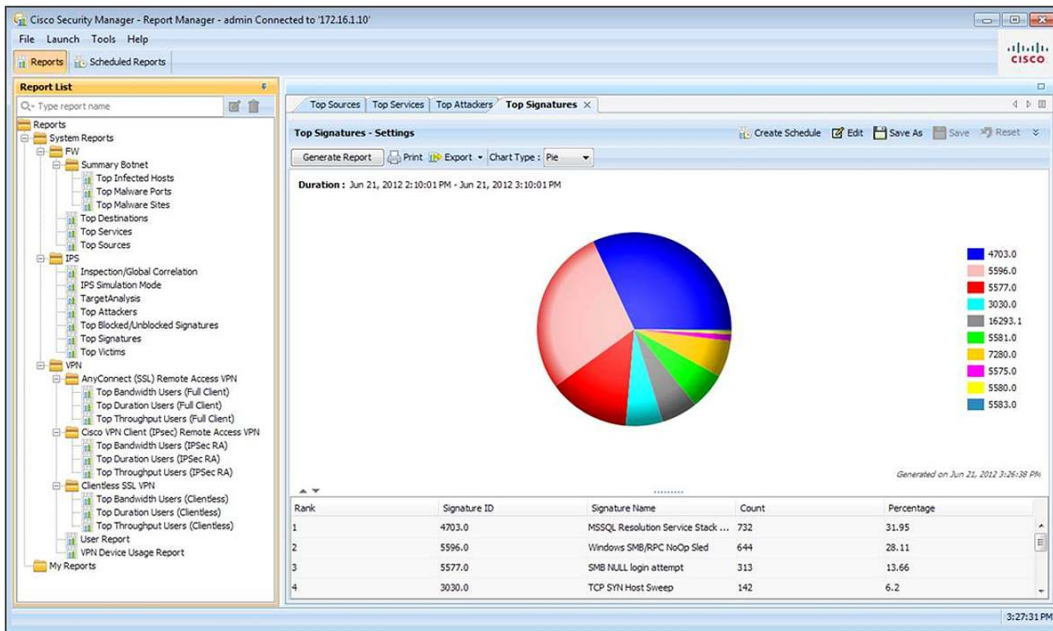 Cisco Security Manager - Report Manager - admin Connected to '172.16.1.10'
File Launch Tools Help
Reports Scheduled Reports
CISCO
Report List
Type report name
Reports
System Reports
FW
Summary Botnet
Top Infected Hosts
Top Malware Ports
Top Malware Sites
Top Destinations
Top Services
Top Sources
IPS
Inspection/Global Correlation
IPS Simulation Mode
TargetAnalysis
Top Attackers
Top Blocked/Unblocked Signatures
Top Signatures
Top Victims
VPN
AnyConnect (SSL) Remote Access VPN
Top Bandwidth Users (Full Client)
Top Duration Users (Full Client)
Top Throughput Users (Full Client)
Cisco VPN Client (IPsec) Remote Access VPN
Top Bandwidth Users (IPSec RA)
Top Duration Users (IPSec RA)
Top Throughput Users (IPSec RA)
Clientless SSL VPN
Top Bandwidth Users (Clientless)
Top Duration Users (Clientless)
Top Throughput Users (Clientless)
User Report
VPN Device Usage Report
My Reports
Top Sources Top Services Top Attackers Top Signatures
Top Signatures - Settings Create Schedule Edit Save As Save Reset
Generate Report Print Export Chart Type : Pie
Duration : Jun 21, 2012 2:10:01 PM - Jun 21, 2012 3:10:01 PM
4703.0
5596.0
5577.0
3030.0
16293.1
5581.0
7280.0
5575.0
5580.0
5583.0
Generated on Jun 21, 2012 3:26:38 PM
Rank Signature ID Signature Name Count Percentage
1 4703.0 MSSQL Resolution Service Stack ... 732 31.95
2 5596.0 Windows SMB/RPC NoOp Sled 644 28.11
3 5577.0 SMB NULL login attempt 313 13.66
4 3030.0 TCP SYN Host Sweep 142 6.2
3:27:31 PM